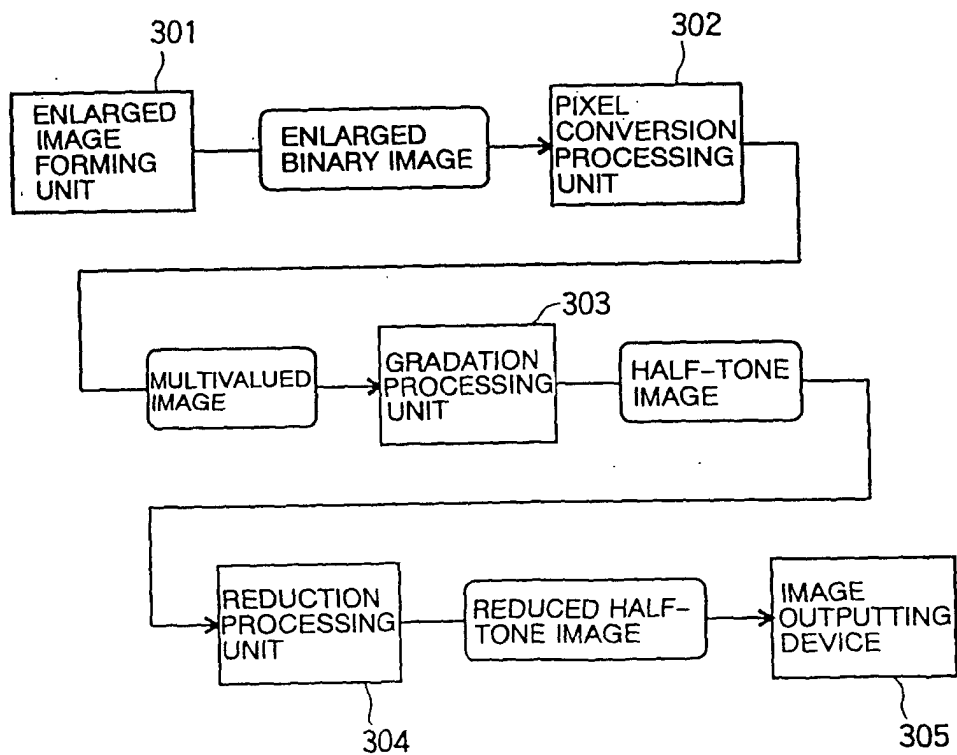 301
ENLARGED
IMAGE
FORMING
UNIT
ENLARGED
BINARY IMAGE
302
PIXEL
CONVERSION
PROCESSING
UNIT
MULTIVALUED
IMAGE
303
GRADATION
PROCESSING
UNIT
HALF-TONE
IMAGE
REDUCTION
PROCESSING
UNIT
304
REDUCED HALF-
TONE IMAGE
IMAGE
OUTPUTTING
DEVICE
305